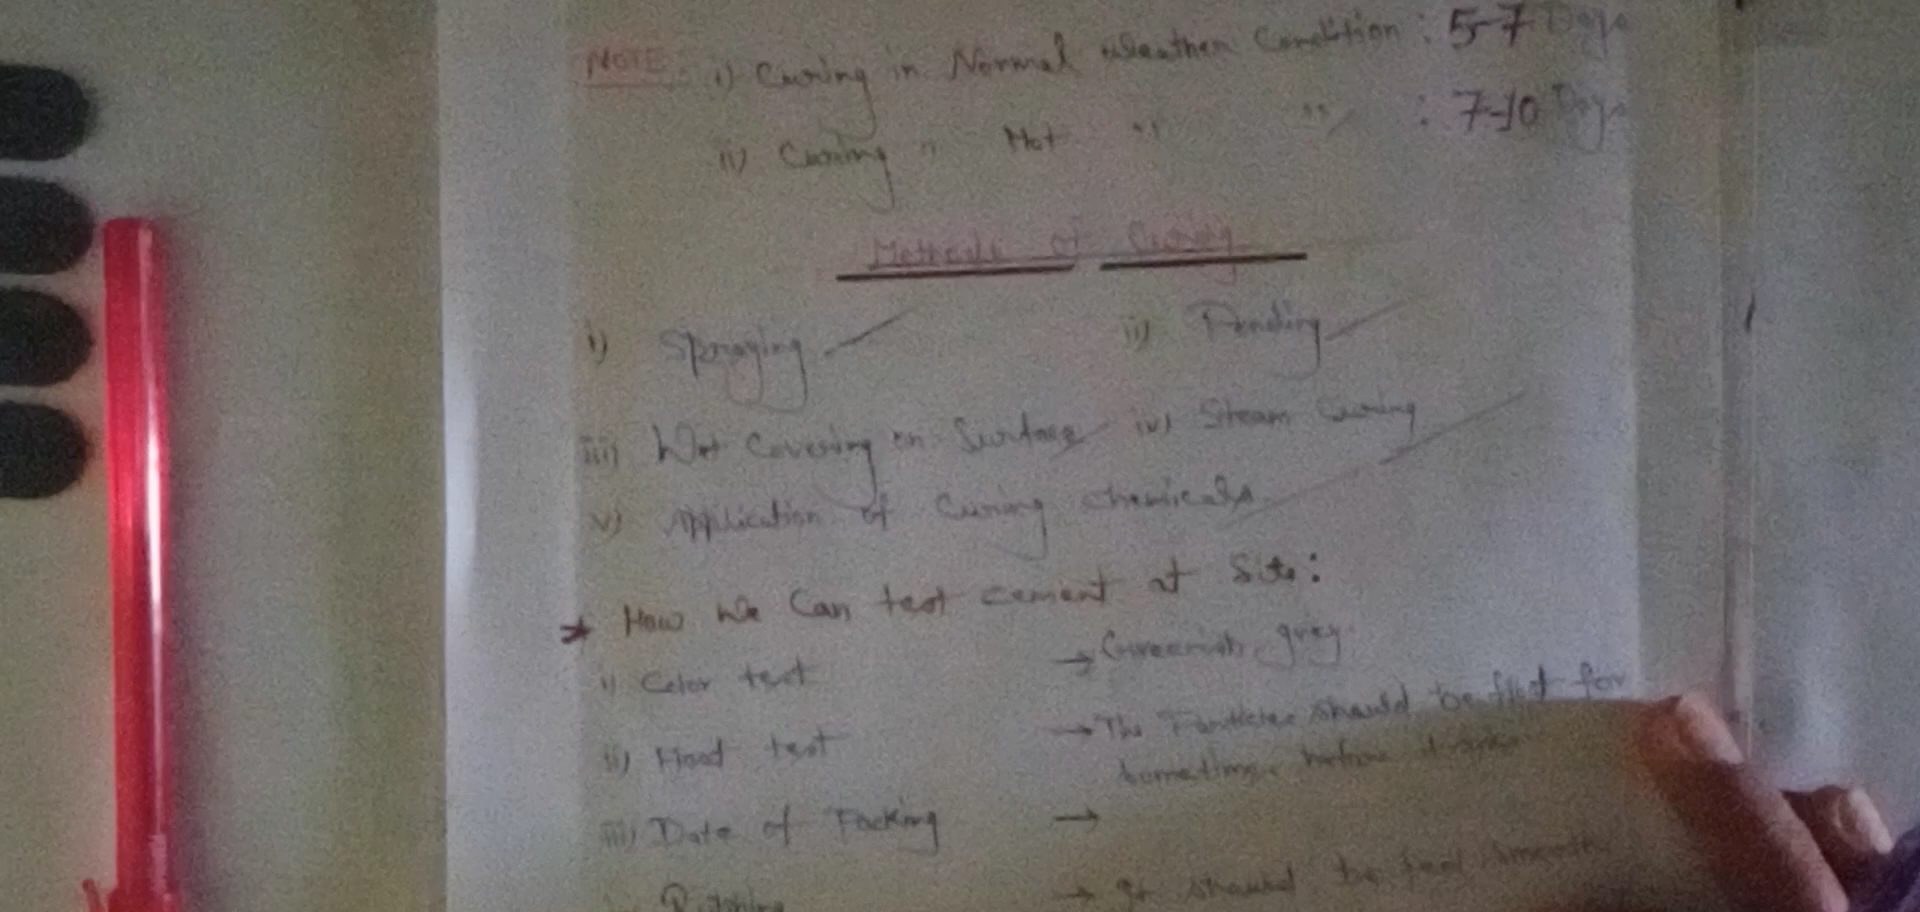 NOTE: i) Curing in Normal Weather Condition : 5-7 Days
ii) Curing " Hot " " : 7-10 Days
Methods of Curing
i) Spraying ii) Ponding
iii) Wet Covering on Surface iv) Steam Curing
v) Application of Curing chemicals
* How We Can test cement at Site:
i) Color test → Greenish grey
ii) Float test → The Particles should be float for
sometime before
iii) Date of Packing →
→ It should be feel smooth